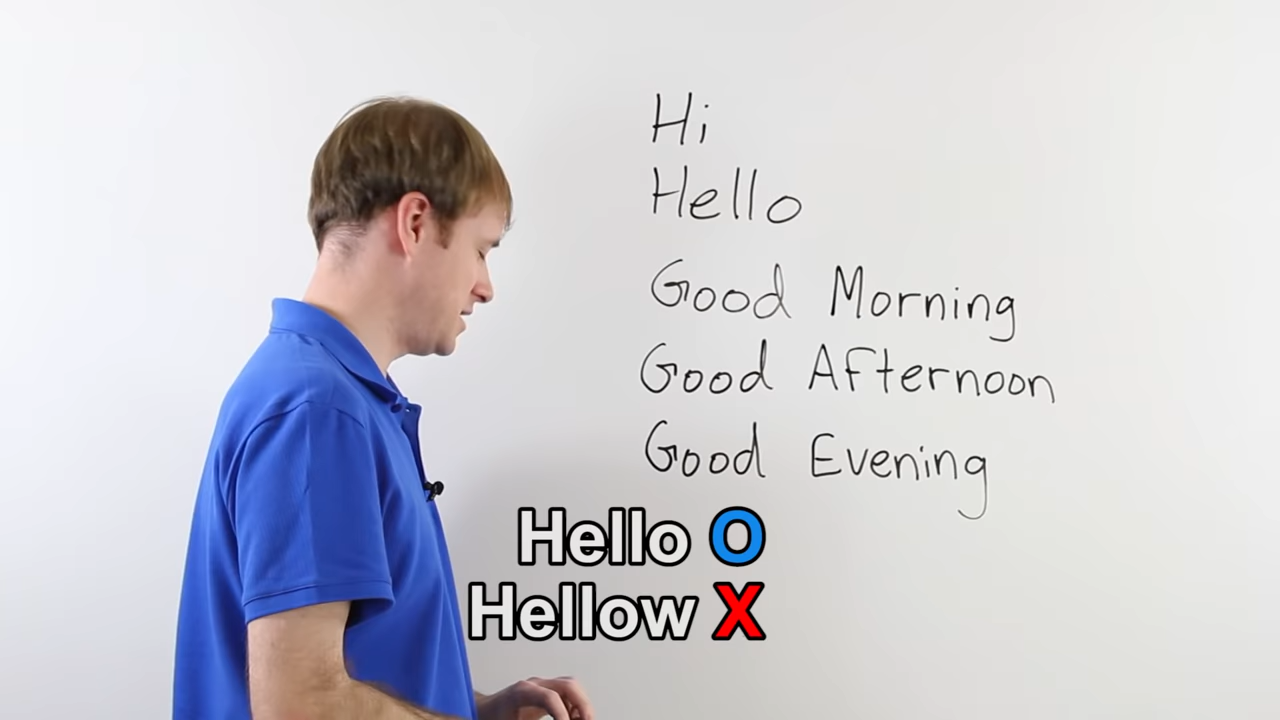 Hi
Hello
Good Morning
Good Afternoon
Good Evening
Hello O
Hellow X